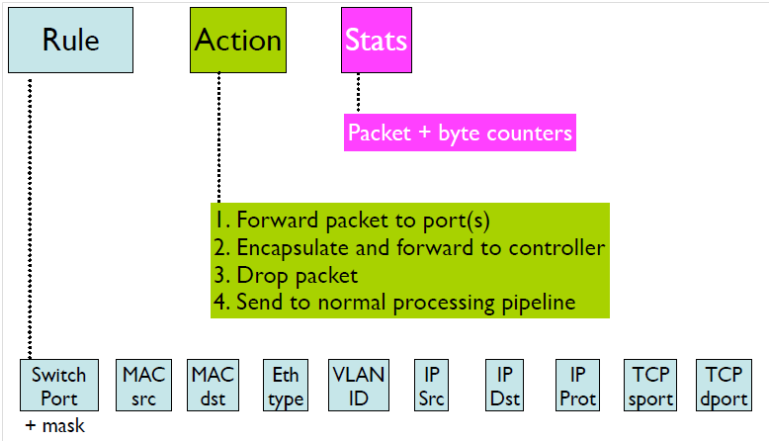 Rule
Action
Stats
Packet + byte counters
1. Forward packet to port(s)
2. Encapsulate and forward to controller
3. Drop packet
4. Send to normal processing pipeline
Switch Port
MAC src
MAC dst
Eth type
VLAN ID
IP Src
IP Dst
IP Prot
TCP sport
TCP dport
+ mask